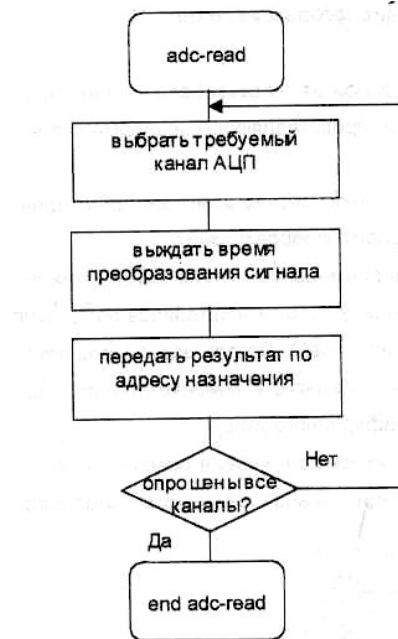 adc-read
выбрать требуемый
канал АЦП
выждать время
преобразования сигнала
передать результат по
адресу назначения
опрошены все
каналы?
Нет
Да
end adc-read